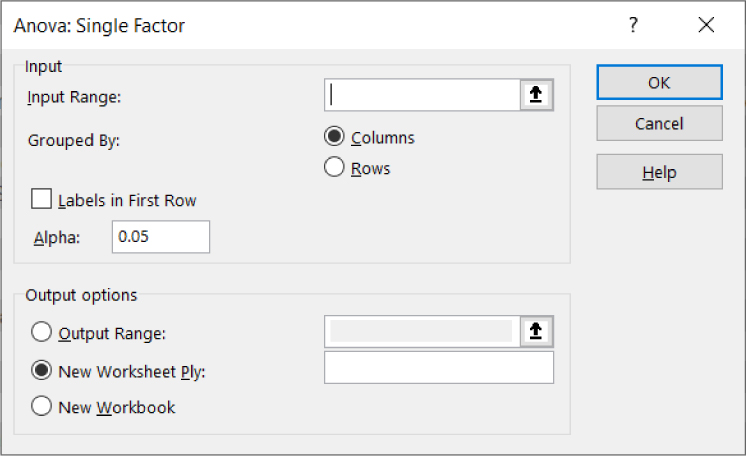 Anova: Single Factor
?
Input
Input Range:
OK
Cancel
Help
Grouped By:
Columns
Rows
Labels in First Row
Alpha: 0.05
Output options
Output Range:
New Worksheet Ply:
New Workbook